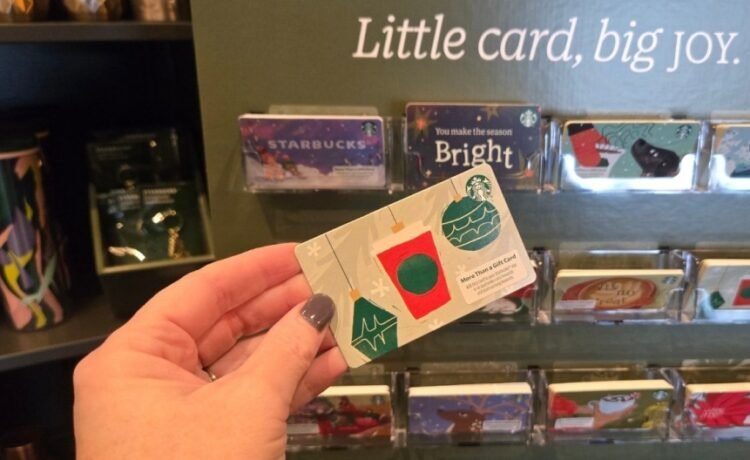 Little card, big JOY.
STARBUCKS
You make the season
Bright
More Than a Gift Card